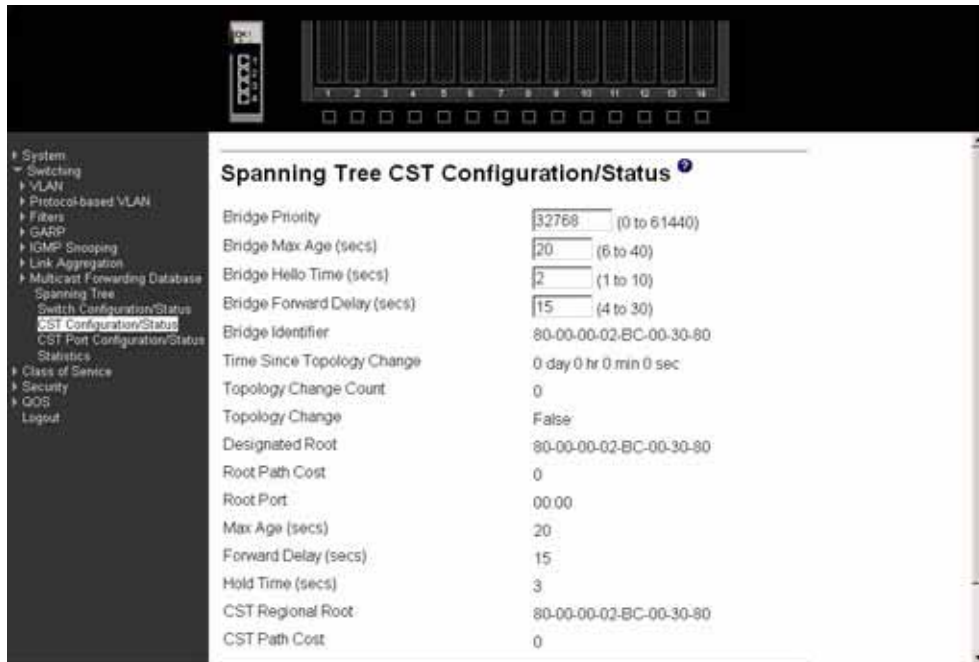 1 2 3 4 5 6 7 8 9 10 11 12 13 14
System
Switching
VLAN
Protocol-based VLAN
Filters
GARP
IGMP Snooping
Link Aggregation
Multicast Forwarding Database
Spanning Tree
Switch Configuration/Status
CST Configuration/Status
CST Port Configuration/Status
Statistics
Class of Service
Security
QOS
Logout
Spanning Tree CST Configuration/Status ?
Bridge Priority 32768 (0 to 61440)
Bridge Max Age (secs) 20 (6 to 40)
Bridge Hello Time (secs) 2 (1 to 10)
Bridge Forward Delay (secs) 15 (4 to 30)
Bridge Identifier 80-00-00-02-BC-00-30-80
Time Since Topology Change 0 day 0 hr 0 min 0 sec
Topology Change Count 0
Topology Change False
Designated Root 80-00-00-02-BC-00-30-80
Root Path Cost 0
Root Port 00:00
Max Age (secs) 20
Forward Delay (secs) 15
Hold Time (secs) 3
CST Regional Root 80-00-00-02-BC-00-30-80
CST Path Cost 0